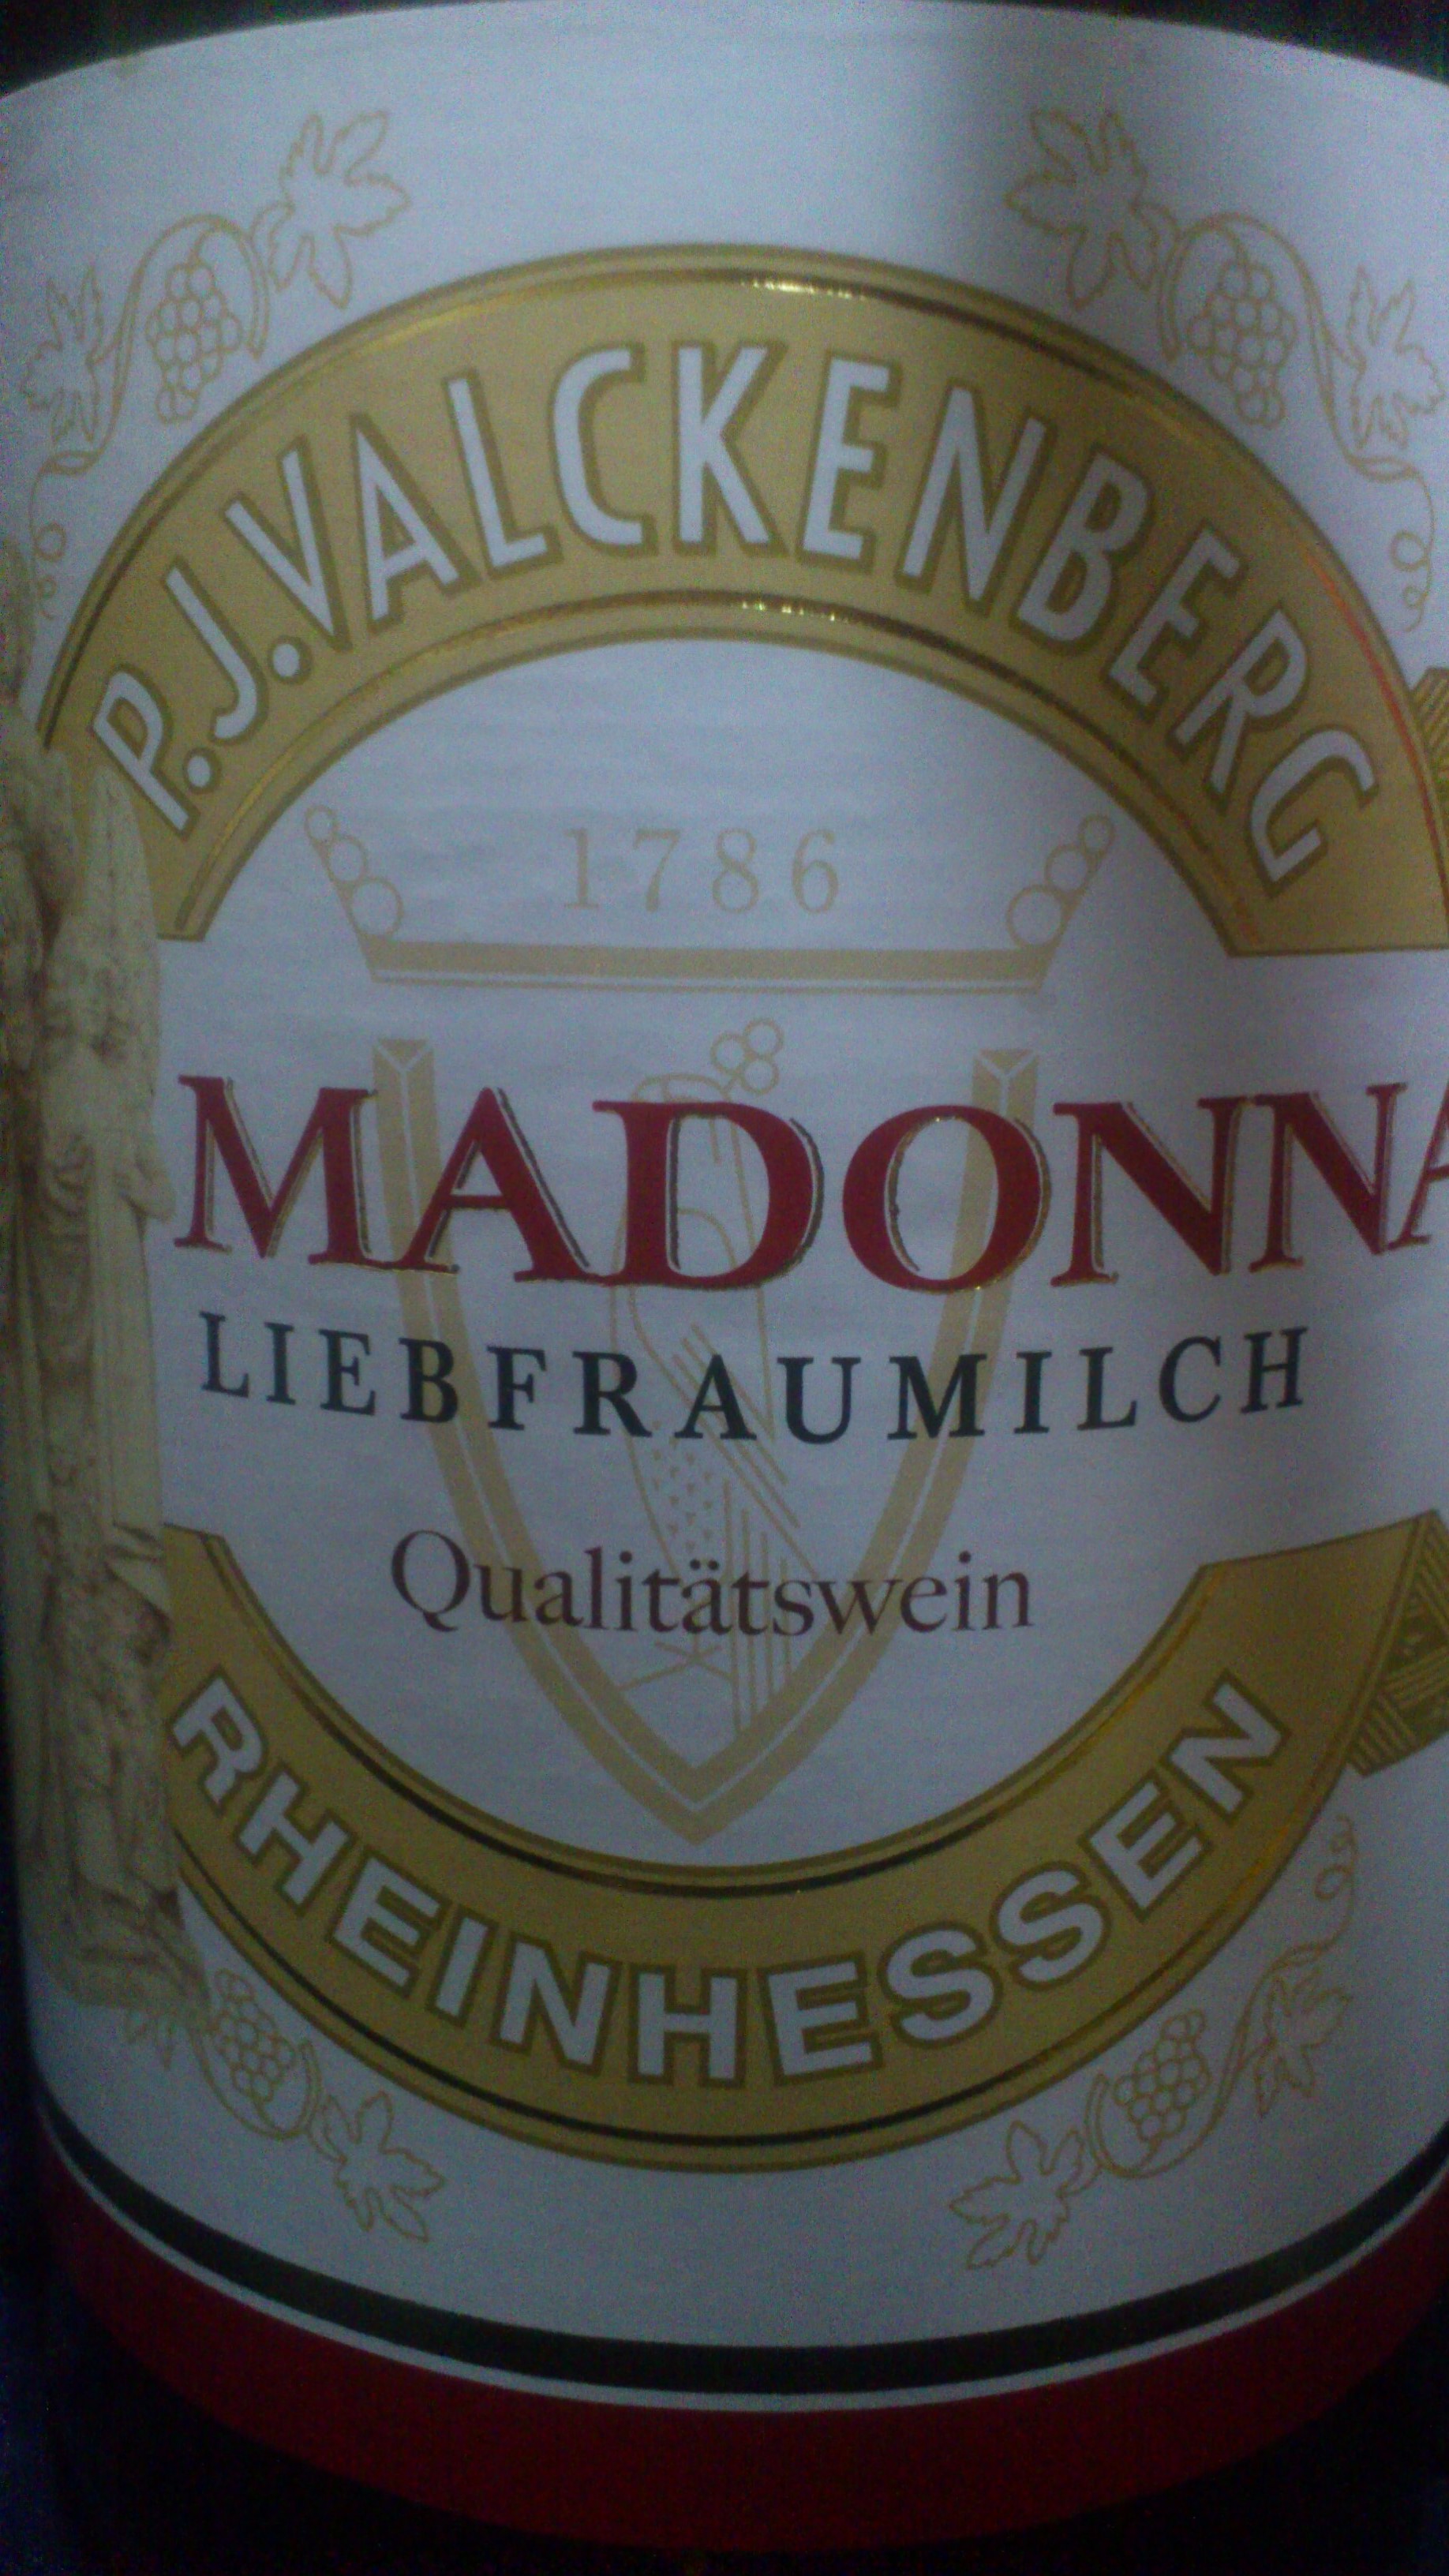 P.J.VALCKENBERG
1786
MADONNA
LIEBFRAUMILCH
Qualitätswein
RHEINHESSEN